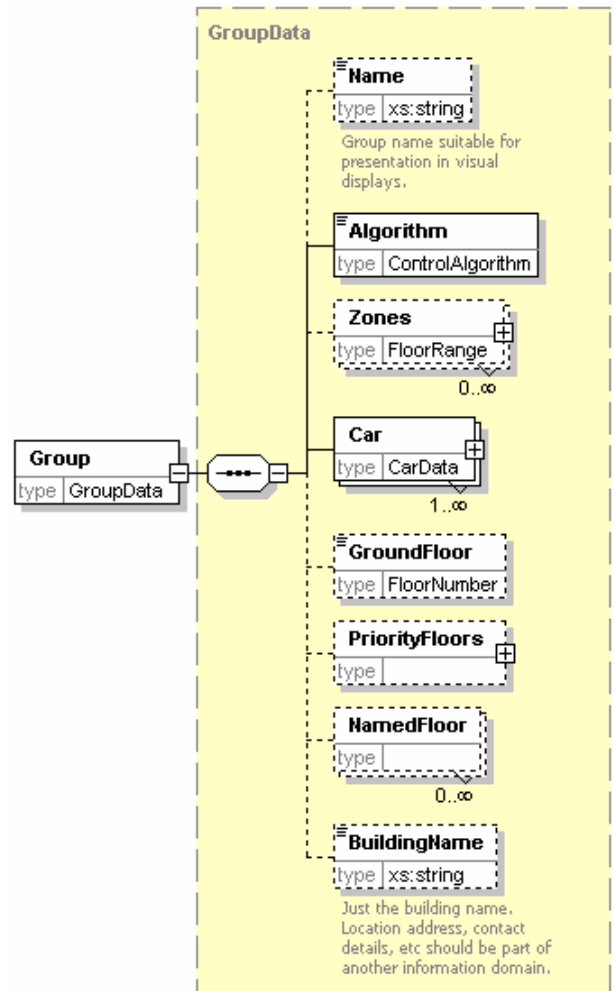 GroupData
Name
type xs:string
Group name suitable for
presentation in visual
displays.
Algorithm
type ControlAlgorithm
Zones
type FloorRange
0..∞
Car
type CarData
1..∞
Group
type GroupData
GroundFloor
type FloorNumber
PriorityFloors
type
NamedFloor
type
0..∞
BuildingName
type xs:string
Just the building name.
Location address, contact
details, etc should be part of
another information domain.